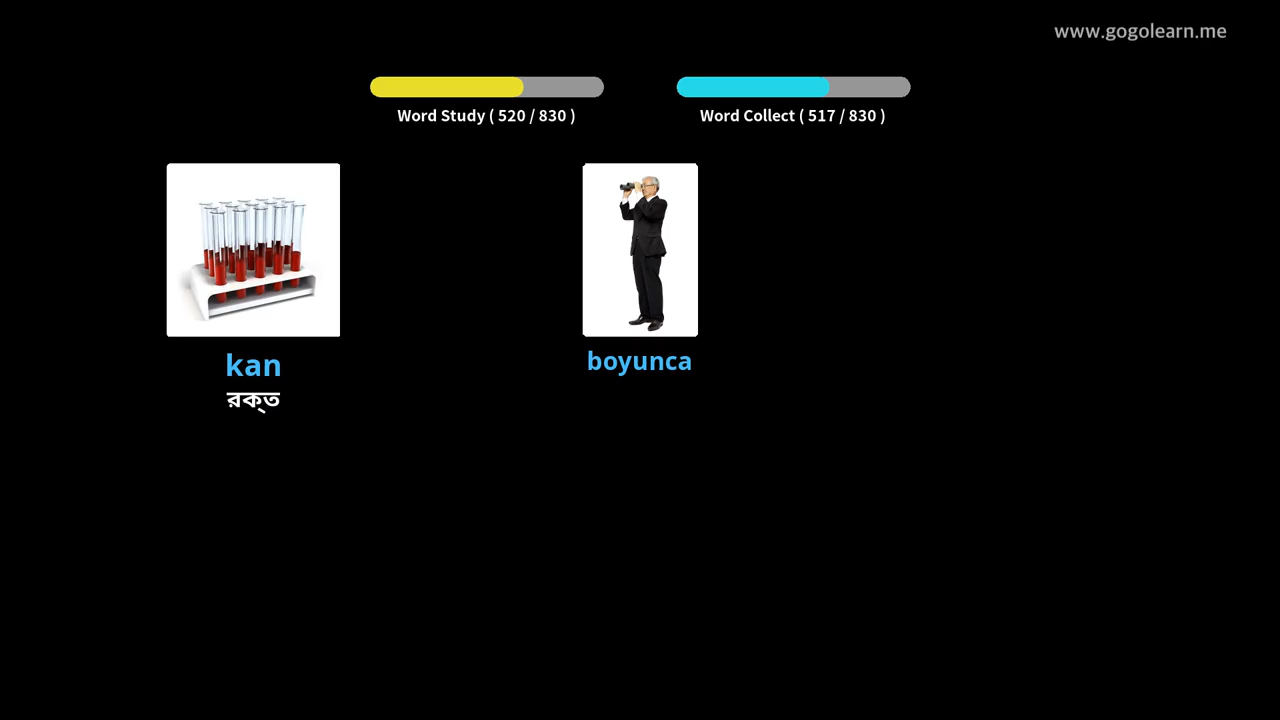 www.gogolearn.me
Word Study ( 520 / 830 )
Word Collect ( 517 / 830 )
kan
রক্ত
boyunca